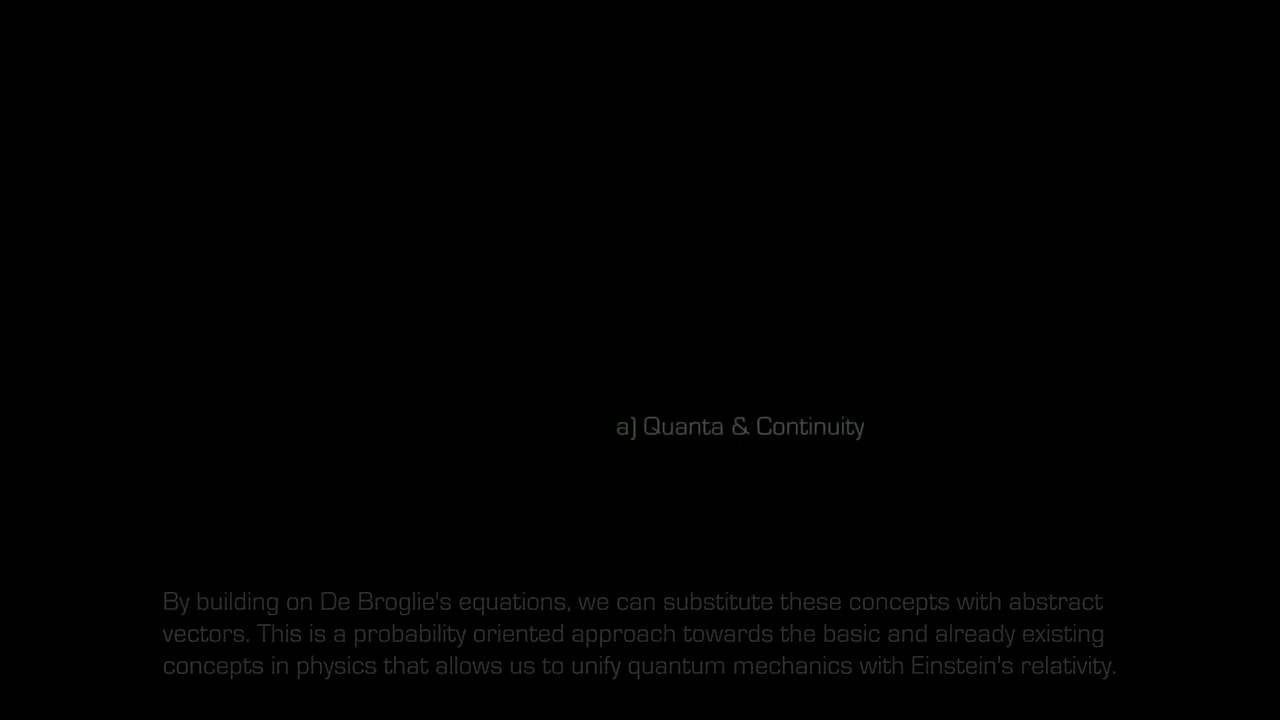 a) Quanta & Continuity
By building on De Broglie's equations, we can substitute these concepts with abstract
vectors. This is a probability oriented approach towards the basic and already existing
concepts in physics that allows us to unify quantum mechanics with Einstein's relativity.